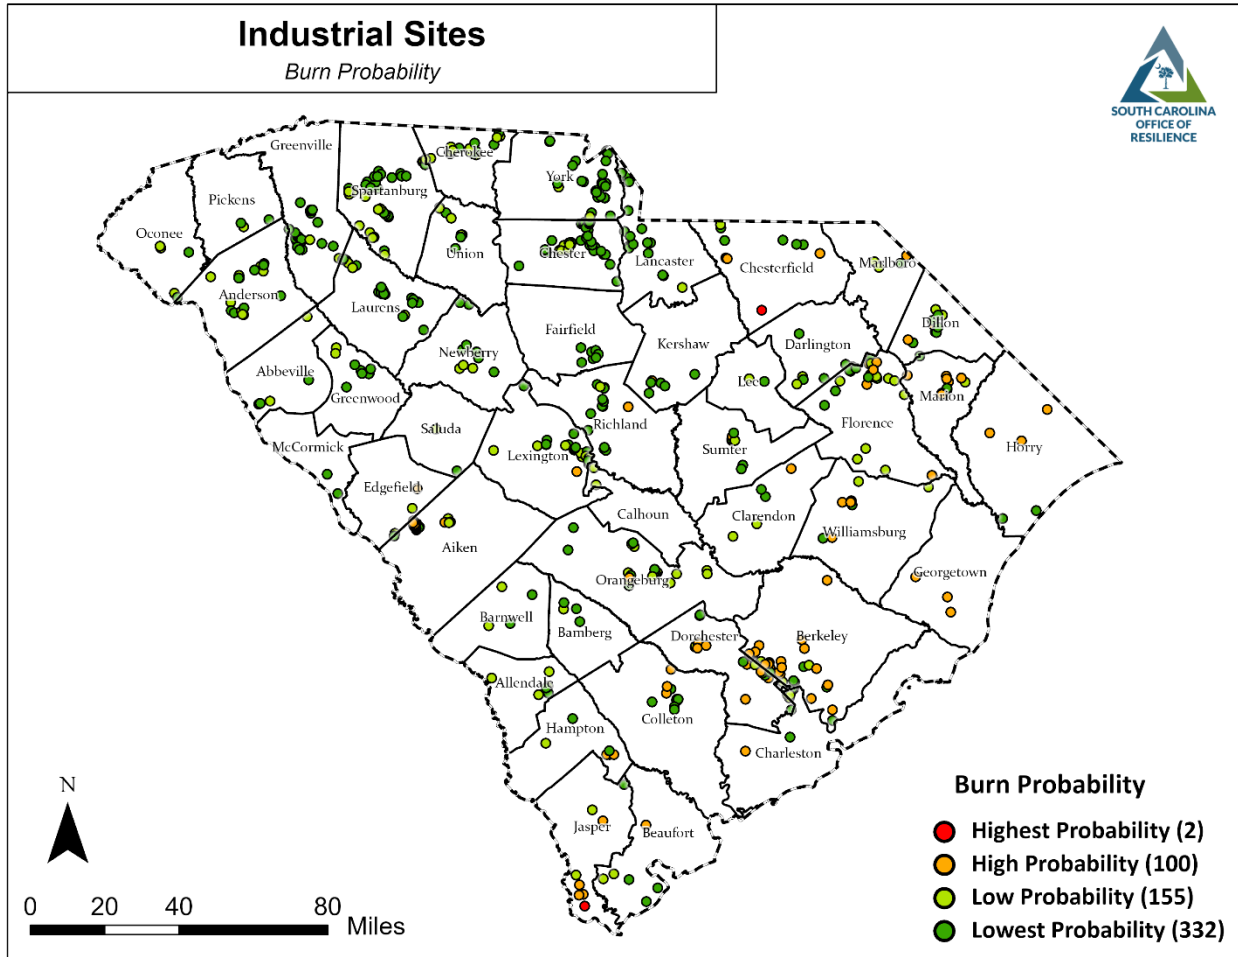 Industrial Sites
Burn Probability
SOUTH CAROLINA
OFFICE OF
RESILIENCE
Greenville
Cherokee
York
Spartanburg
Pickens
Oconee
Union
Chester
Lancaster
Chesterfield
Marlboro
Anderson
Laurens
Fairfield
Kershaw
Darlington
Dillon
Newberry
Abbeville
Lee
Greenwood
Marion
Saluda
Richland
Florence
McCormick
Lexington
Sumter
Horry
Edgefield
Calhoun
Clarendon
Williamsburg
Aiken
Georgetown
Orangeburg
Barnwell
Bamberg
Dorchester
Berkeley
Allendale
Colleton
Hampton
Charleston
Jasper
Beaufort
N
0 20 40 80
Miles
Burn Probability
Highest Probability (2)
High Probability (100)
Low Probability (155)
Lowest Probability (332)